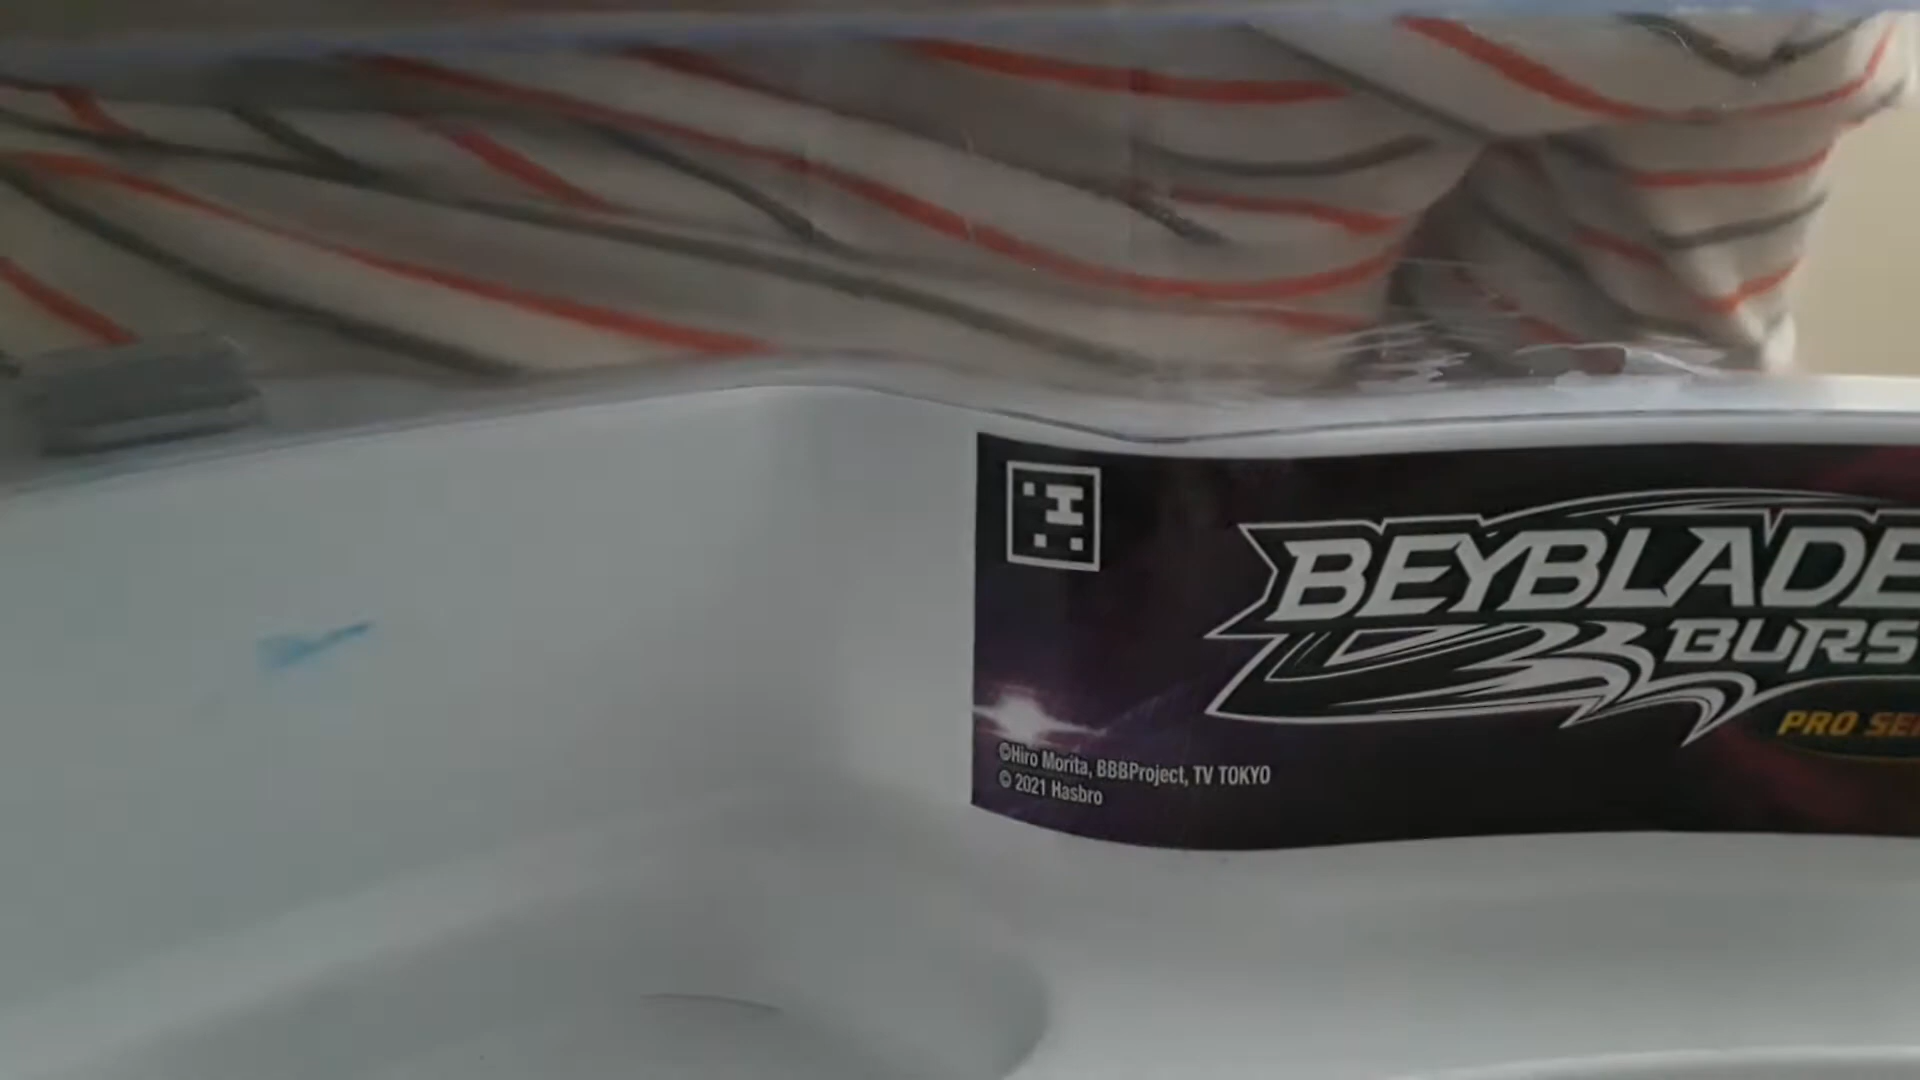 BEYBLADE
BURS
PRO SE
©Hiro Morita, BBBProject, TV TOKYO
© 2021 Hasbro